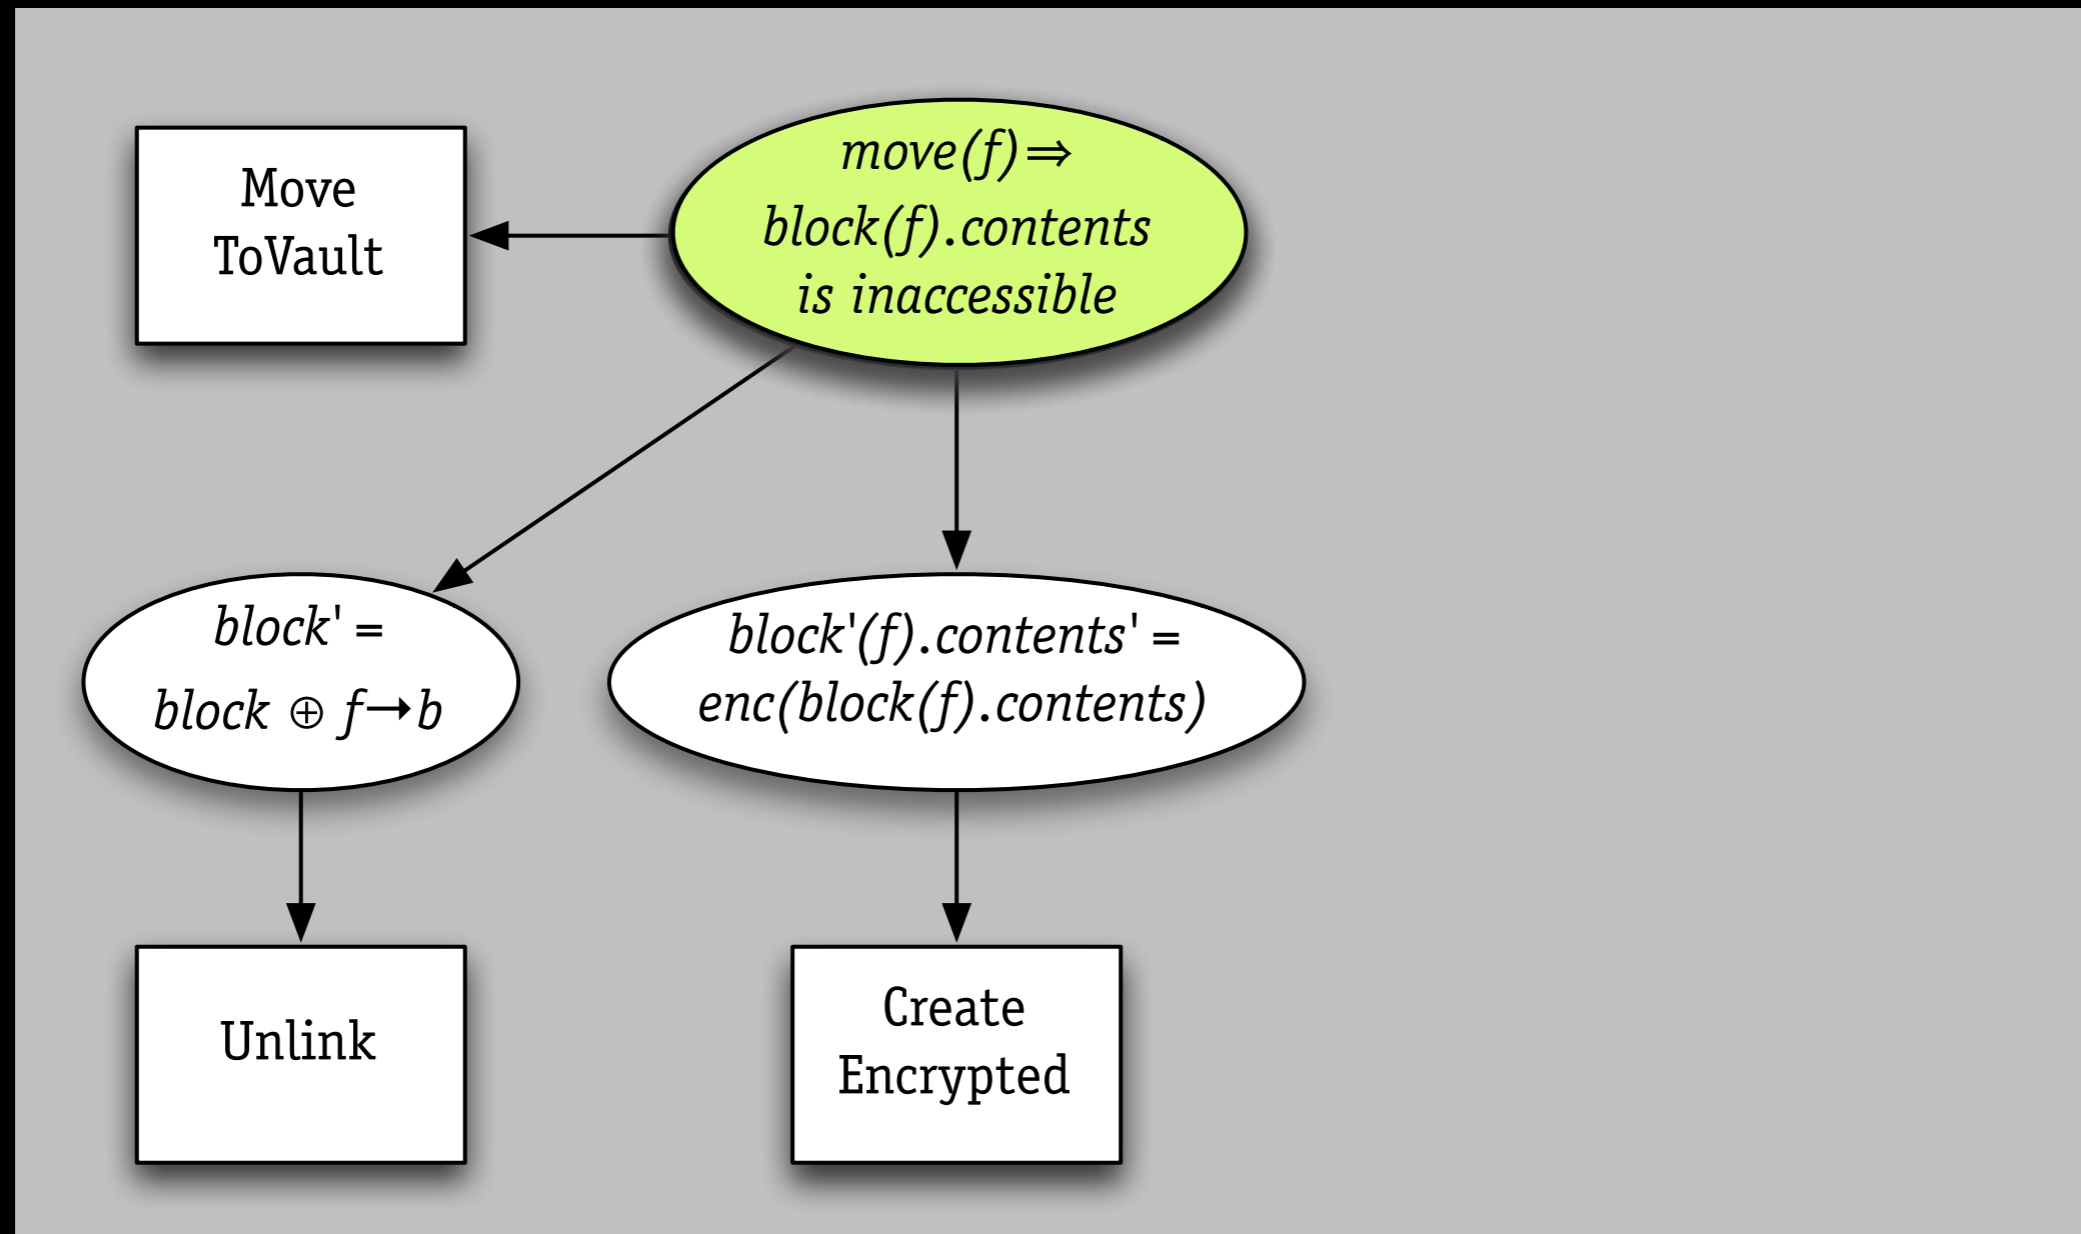 Move
ToVault
move(f)⇒
block(f).contents
is inaccessible
block' =
block ⊕ f→b
block'(f).contents' =
enc(block(f).contents)
Unlink
Create
Encrypted